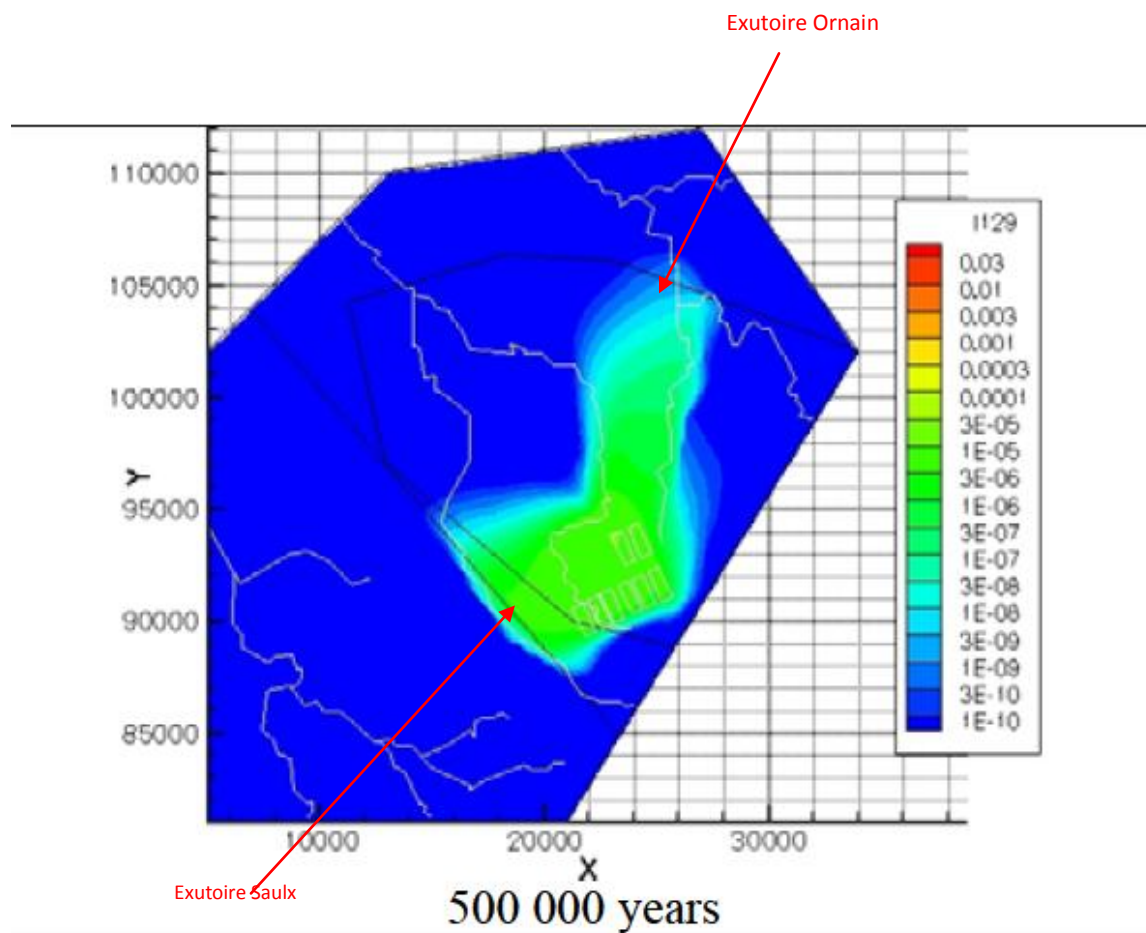 Exutoire Ornain
I129
0.03
0.01
0.003
0.001
0.0003
0.0001
3E-05
1E-05
3E-06
1E-06
3E-07
1E-07
3E-08
1E-08
3E-09
1E-09
3E-10
1E-10
110000
105000
100000
95000
90000
85000
Y
10000
20000
30000
X
Exutoire Saulx
500 000 years